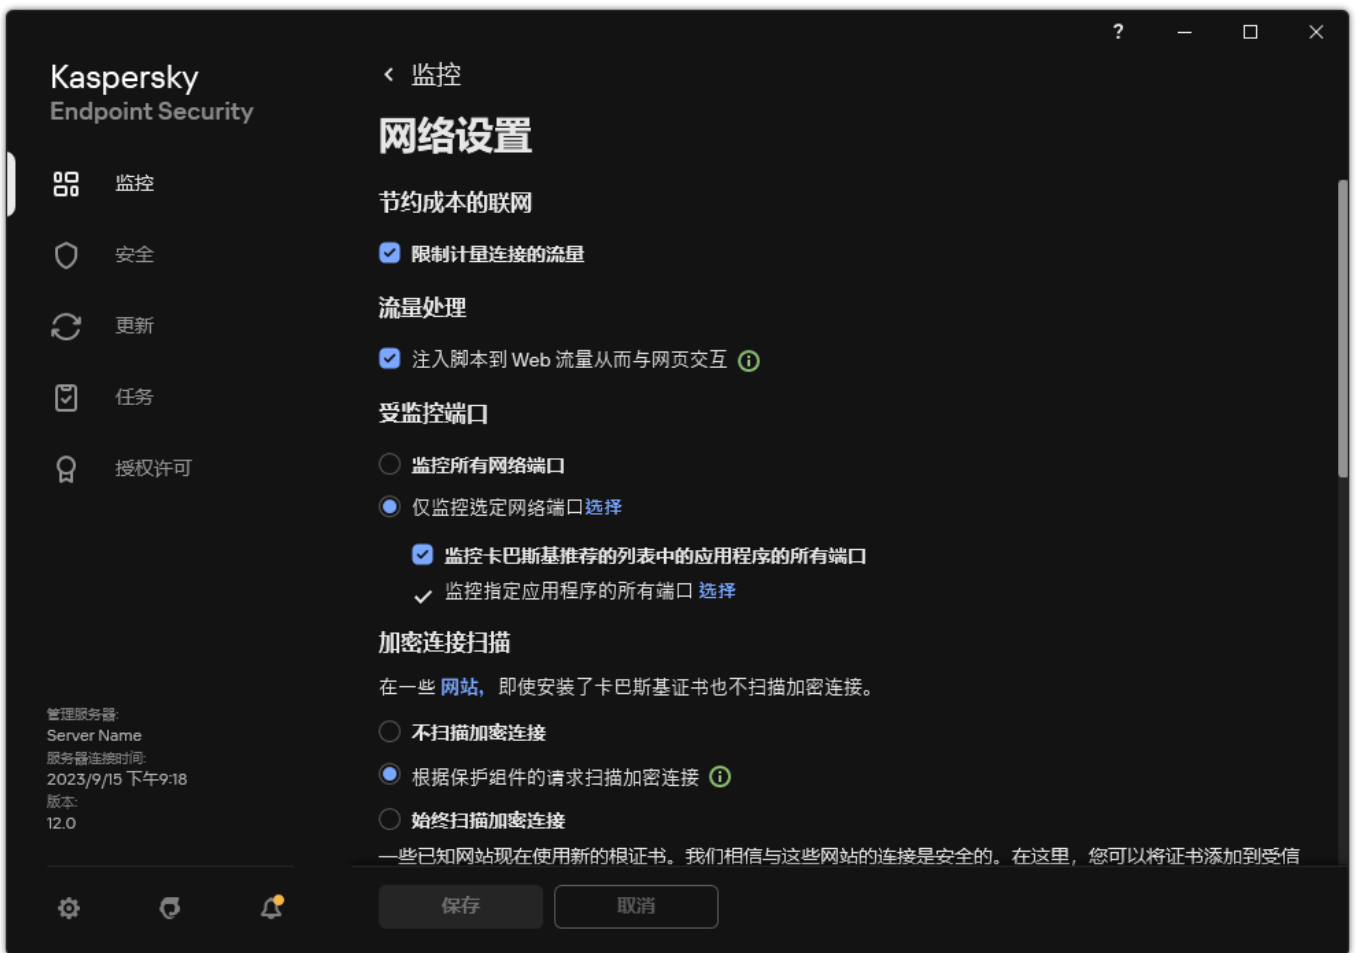 ?
Kaspersky
Endpoint Security
监控
安全
更新
任务
授权许可
管理服务器:
Server Name
服务器连接时间:
2023/9/15 下午9:18
版本:
12.0
监控
网络设置
节约成本的联网
限制计量连接的流量
流量处理
注入脚本到 Web 流量从而与网页交互
受监控端口
监控所有网络端口
仅监控选定网络端口选择
监控卡巴斯基推荐的列表中的应用程序的所有端口
监控指定应用程序的所有端口 选择
加密连接扫描
在一些 网站, 即使安装了卡巴斯基证书也不扫描加密连接。
不扫描加密连接
根据保护组件的请求扫描加密连接
始终扫描加密连接
一些已知网站现在使用新的根证书。我们相信与这些网站的连接是安全的。在这里，您可以将证书添加到受信
保存
取消